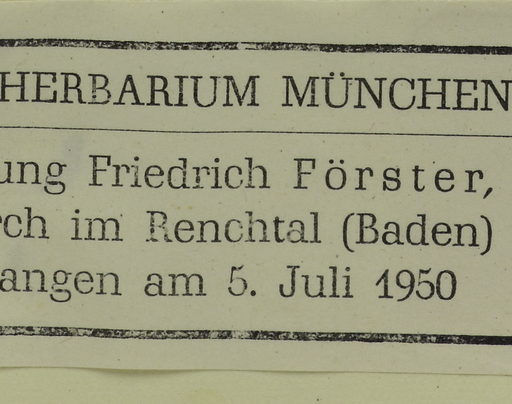 HERBARIUM MÜNCHEN
ung Friedrich Förster,
rch im Renchtal (Baden)
angen am 5. Juli 1950